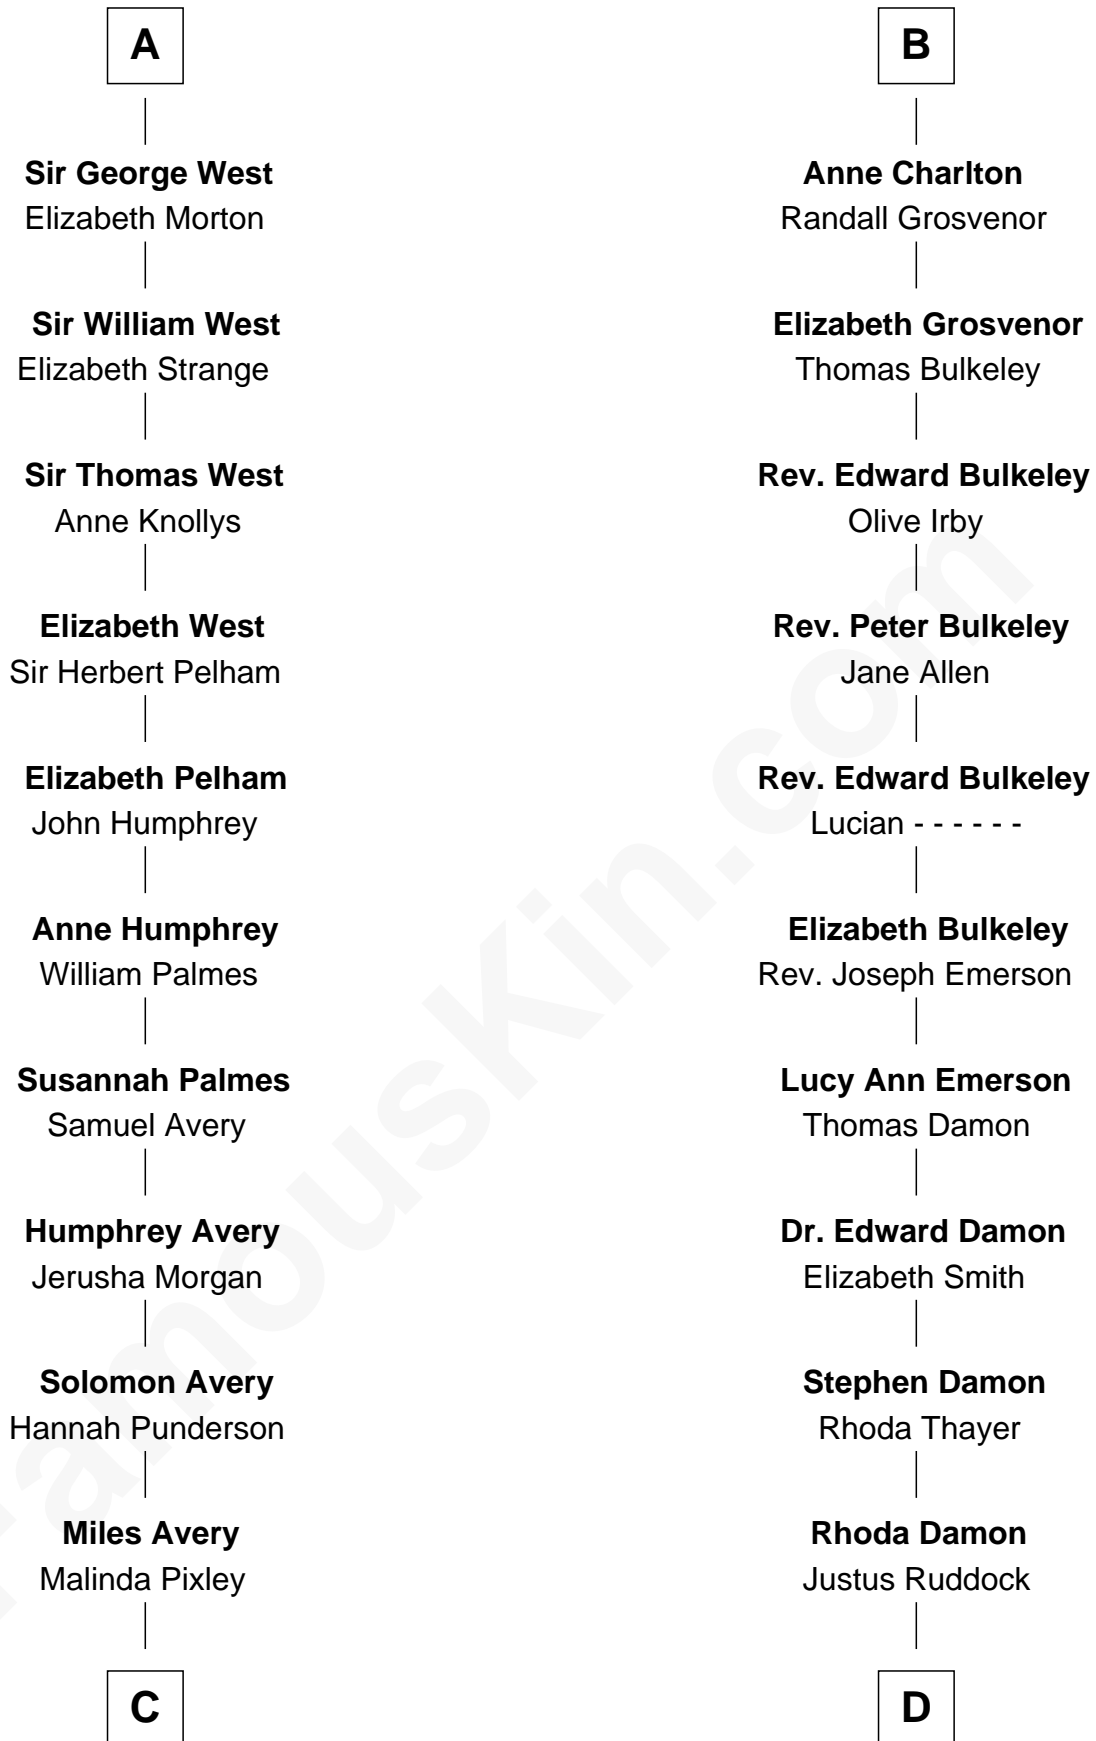 A
Sir George West
Elizabeth Morton
Sir William West
Elizabeth Strange
Sir Thomas West
Anne Knollys
Elizabeth West
Sir Herbert Pelham
Elizabeth Pelham
John Humphrey
Anne Humphrey
William Palmes
Susannah Palmes
Samuel Avery
Humphrey Avery
Jerusha Morgan
Solomon Avery
Hannah Punderson
Miles Avery
Malinda Pixley
C
B
Anne Charlton
Randall Grosvenor
Elizabeth Grosvenor
Thomas Bulkeley
Rev. Edward Bulkeley
Olive Irby
Rev. Peter Bulkeley
Jane Allen
Rev. Edward Bulkeley
Lucian - - - - - -
Elizabeth Bulkeley
Rev. Joseph Emerson
Lucy Ann Emerson
Thomas Damon
Dr. Edward Damon
Elizabeth Smith
Stephen Damon
Rhoda Thayer
Rhoda Damon
Justus Ruddock
D
FamousKin.com